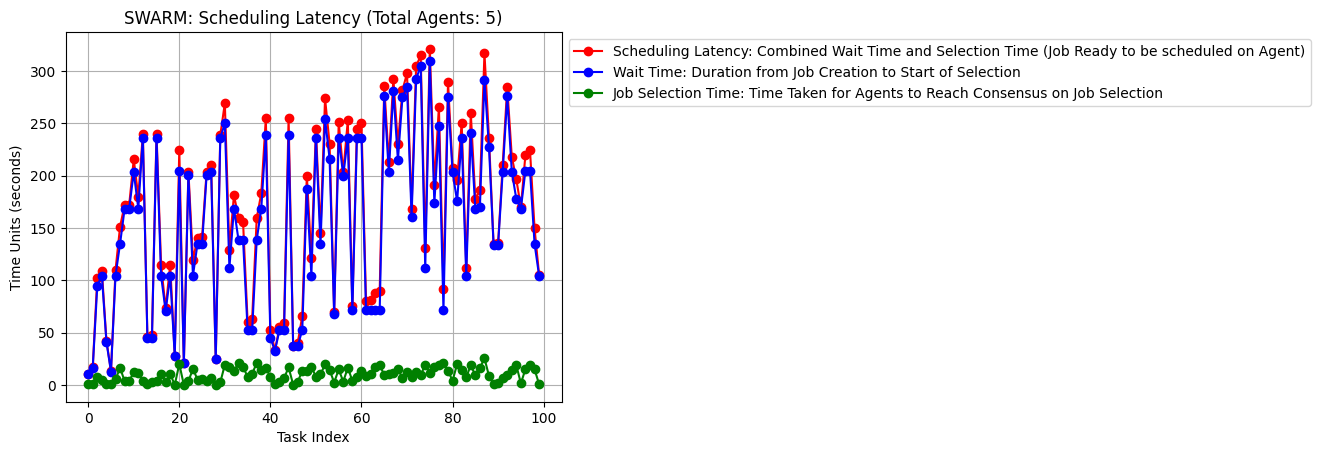 SWARM: Scheduling Latency (Total Agents: 5)
Scheduling Latency: Combined Wait Time and Selection Time (Job Ready to be scheduled on Agent)
Wait Time: Duration from Job Creation to Start of Selection
Job Selection Time: Time Taken for Agents to Reach Consensus on Job Selection
Time Units (seconds)
300
250
200
150
100
50
0
0 20 40 60 80 100
Task Index